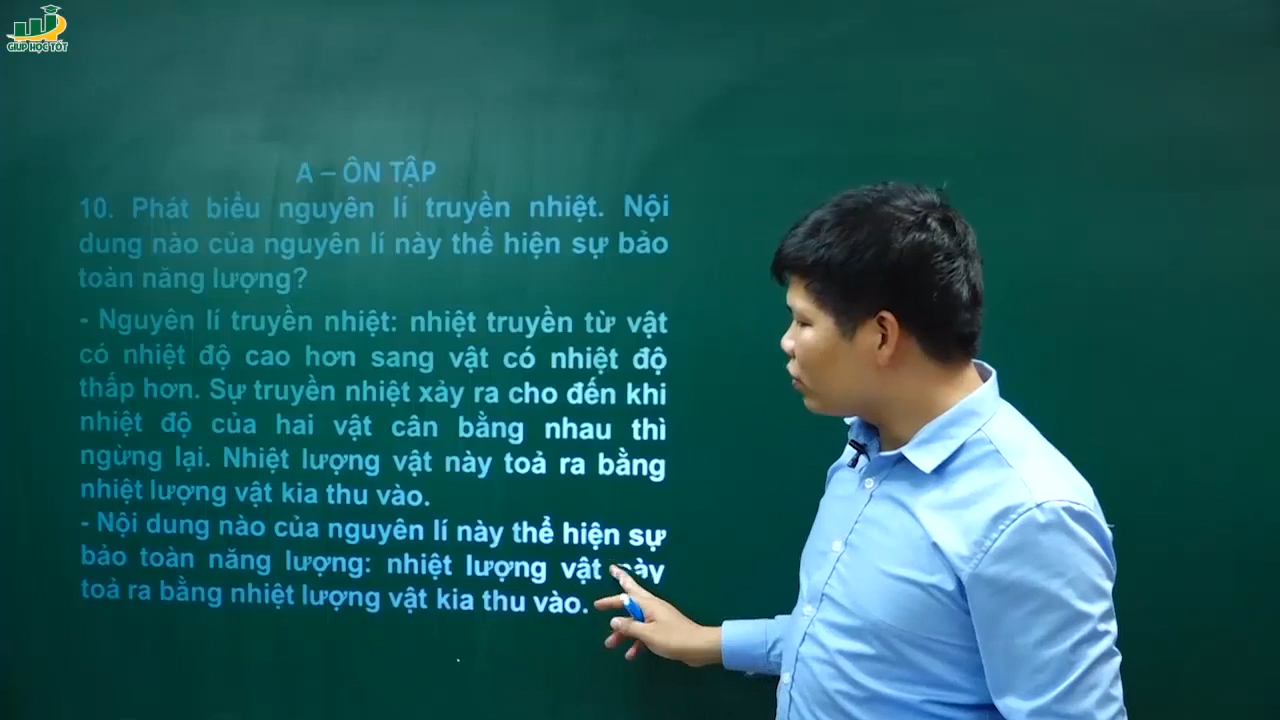 GIUP HỌC TỐT
A – ÔN TẬP
10. Phát biểu nguyên lí truyền nhiệt. Nội
dung nào của nguyên lí này thể hiện sự bảo
toàn năng lượng?
- Nguyên lí truyền nhiệt: nhiệt truyền từ vật
có nhiệt độ cao hơn sang vật có nhiệt độ
thấp hơn. Sự truyền nhiệt xảy ra cho đến khi
nhiệt độ của hai vật cân bằng nhau thì
ngừng lại. Nhiệt lượng vật này toả ra bằng
nhiệt lượng vật kia thu vào.
- Nội dung nào của nguyên lí này thể hiện sự
bảo toàn năng lượng: nhiệt lượng vật này
toả ra bằng nhiệt lượng vật kia thu vào.